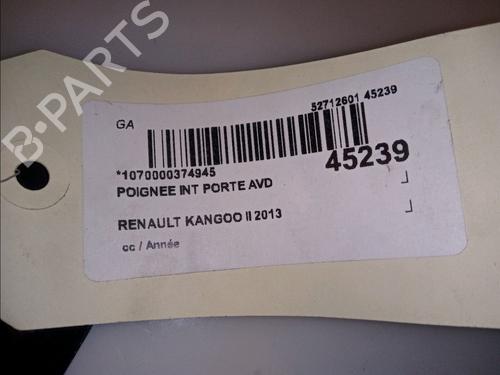 B-PARTS
GA
52712601 45239
*1070000374945
45239
POIGNEE INT PORTE AVD
RENAULT KANGOO II 2013
cc / Année